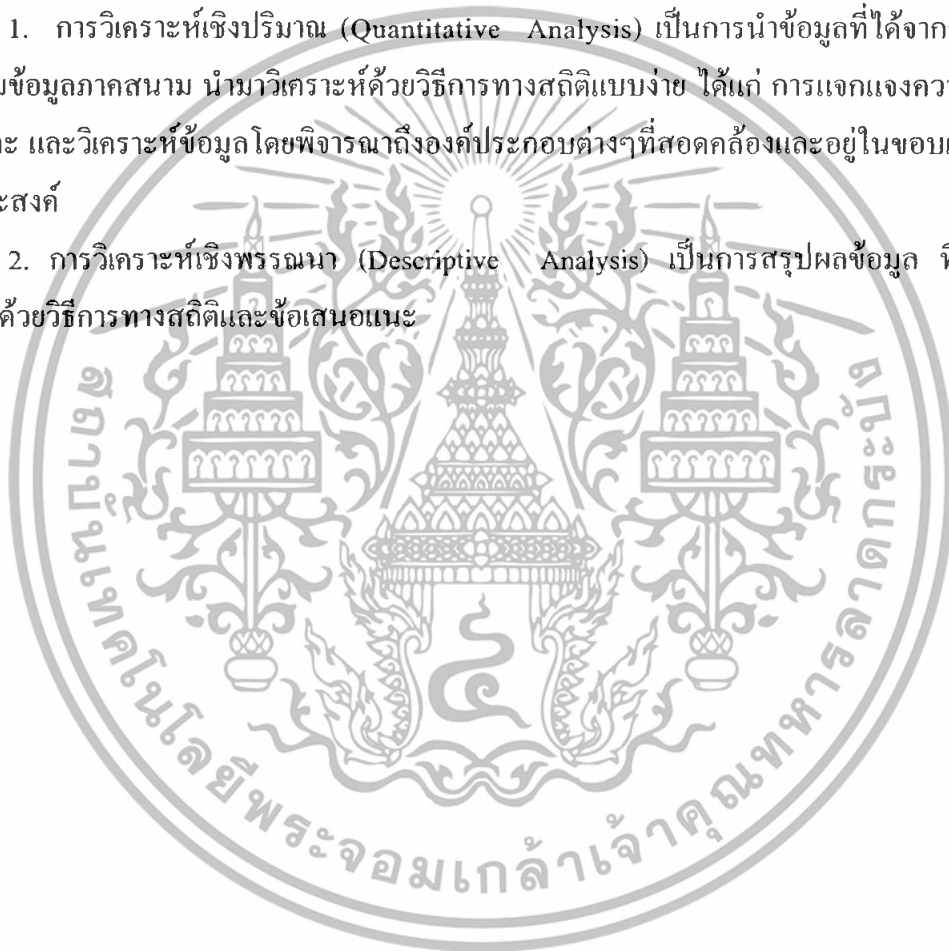 1. การวิเคราะห์เชิงปริมาณ (Quantitative Analysis) เป็นการนำข้อมูลที่ได้จาก
ข้อมูลภาคสนาม นำมาวิเคราะห์ด้วยวิธีการทางสถิติแบบง่าย ได้แก่ การแจกแจงควา
และวิเคราะห์ข้อมูลโดยพิจารณาถึงองค์ประกอบต่างๆที่สอดคล้องและอยู่ในขอบเ
ะสงค์
2. การวิเคราะห์เชิงพรรณนา (Descriptive Analysis) เป็นการสรุปผลข้อมูล
ด้วยวิธีการทางสถิติและข้อเสนอแนะ
สถาบันเทคโนโลยีพระจอมเกล้าเจ้าคุณทหารลาดกระบัง